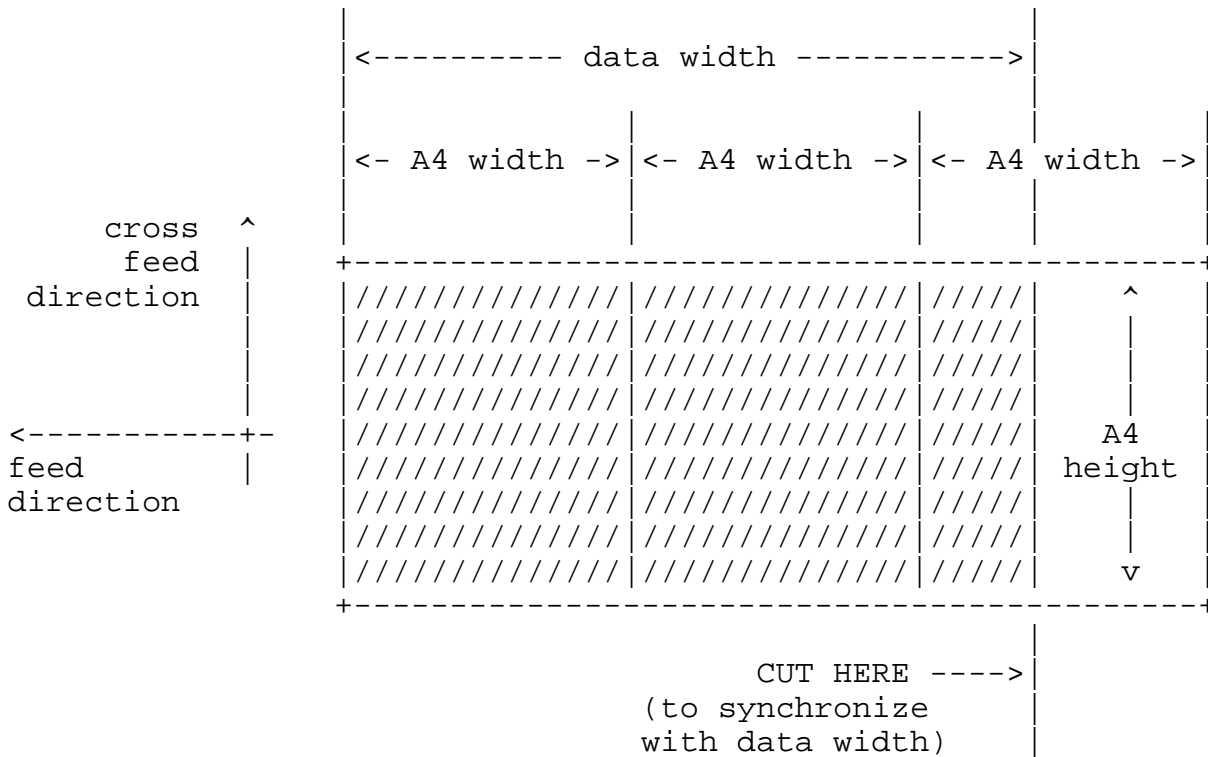 <---------- data width ----------->
<- A4 width ->|<- A4 width ->|<- A4 width ->
cross ^
feed |
direction |
+--------------------------------------------+
|//////////////|//////////////|/////| ^
<-----------+- |//////////////|//////////////|/////| A4
feed | |//////////////|//////////////|/////| height
direction |//////////////|//////////////|/////| |
|//////////////|//////////////|/////| v
+--------------------------------------------+
CUT HERE ---->|
(to synchronize |
with data width) |